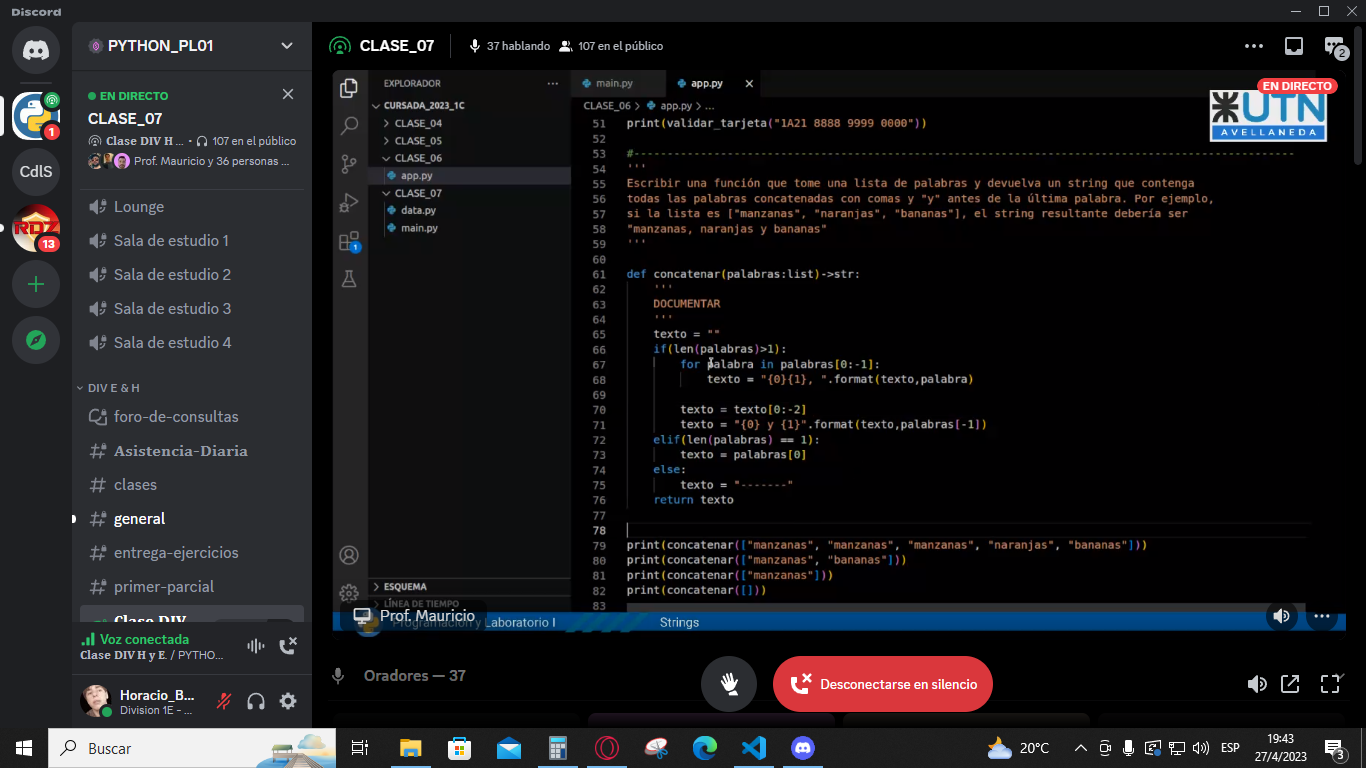 Discord
PYTHON_PL01
EN DIRECTO
CLASE_07
Clase DIV H ... • 107 en el público
Prof. Mauricio y 36 personas ...
Lounge
Sala de estudio 1
Sala de estudio 2
Sala de estudio 3
Sala de estudio 4
DIV E & H
foro-de-consultas
Asistencia-Diaria
clases
general
entrega-ejercicios
primer-parcial
Clase DIV
Voz conectada
Clase DIV H y E. / PYTHO...
Horacio_B...
Division 1E – ...
1
CdIS
RDZ
13
CLASE_07
37 hablando
107 en el público
2
EXPLORADOR
CURSADA_2023_1C
CLASE_04
CLASE_05
CLASE_06
app.py
CLASE_07
data.py
main.py
1
ESQUEMA
LÍNEA DE TIEMPO
main.py
app.py
CLASE_06 > app.py > ...
EN DIRECTO
UTN
AVELLANEDA
51 print(validar_tarjeta("1A21 8888 9999 0000"))
52
53 #---------------------------------------------------------------------------------------------------
54 '''
55 Escribir una función que tome una lista de palabras y devuelva un string que contenga
56 todas las palabras concatenadas con comas y "y" antes de la última palabra. Por ejemplo,
57 si la lista es ["manzanas", "naranjas", "bananas"], el string resultante debería ser
58 "manzanas, naranjas y bananas"
59 '''
60
61 def concatenar(palabras:list)->str:
62 '''
63 DOCUMENTAR
64 '''
65 texto = ""
66 if(len(palabras)>1):
67 for palabra in palabras[0:-1]:
68 texto = "{0}{1}, ".format(texto,palabra)
69
70 texto = texto[0:-2]
71 texto = "{0} y {1}".format(texto,palabras[-1])
72 elif(len(palabras) == 1):
73 texto = palabras[0]
74 else:
75 texto = "-------"
76 return texto
77
78
79 print(concatenar(["manzanas", "manzanas", "manzanas", "naranjas", "bananas"]))
80 print(concatenar(["manzanas", "bananas"]))
81 print(concatenar(["manzanas"]))
82 print(concatenar([]))
83
Prof. Mauricio
Programación y Laboratorio I
Strings
Oradores — 37
Desconectarse en silencio
Buscar
20°C
ESP
19:43
27/4/2023
3